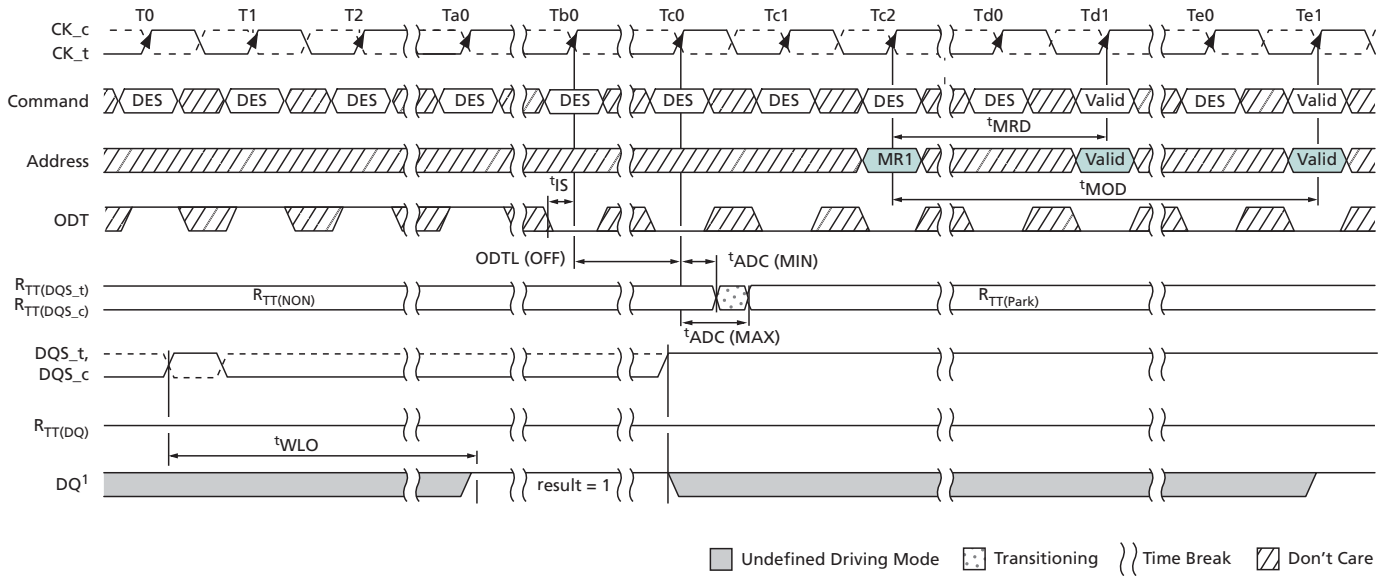 T0 T1 T2 Ta0 Tb0 Tc0 Tc1 Tc2 Td0 Td1 Te0 Te1
CK_c
CK_t
Command DES DES DES DES DES DES DES DES DES Valid DES Valid
tMRD
Address MR1 Valid Valid
tIS tMOD
ODT
ODTL (OFF) tADC (MIN)
RTT(DQS_t)
RTT(DQS_c) RTT(NON) RTT(Park)
tADC (MAX)
DQS_t,
DQS_c
RTT(DQ)
tWLO
DQ1 result = 1
Undefined Driving Mode Transitioning Time Break Don't Care